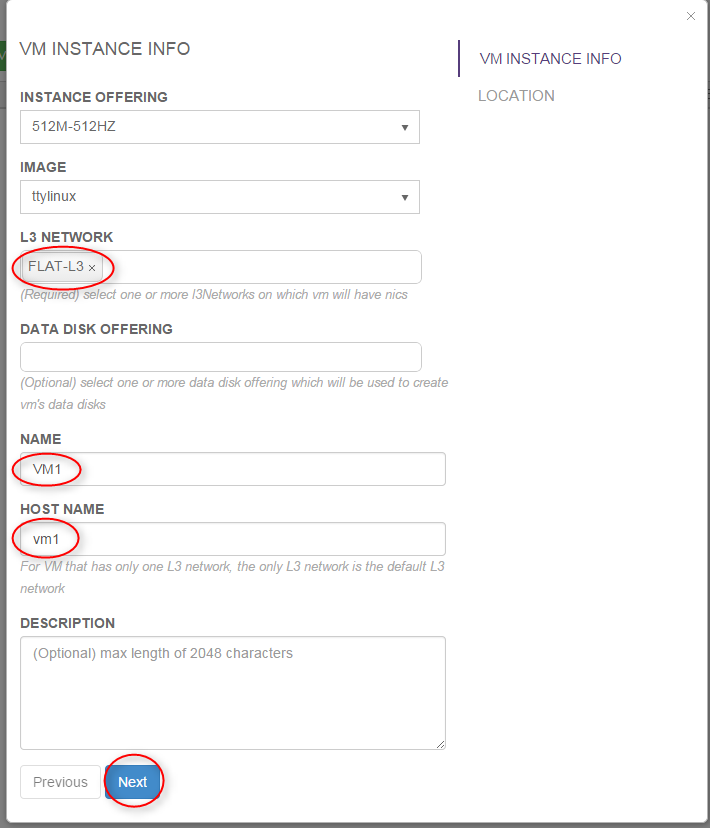 VM INSTANCE INFO
INSTANCE OFFERING
512M-512HZ
IMAGE
ttylinux
L3 NETWORK
FLAT-L3 ×
(Required) select one or more l3Networks on which vm will have nics
DATA DISK OFFERING
(Optional) select one or more data disk offering which will be used to create
vm's data disks
NAME
VM1
HOST NAME
vm1
For VM that has only one L3 network, the only L3 network is the default L3
network
DESCRIPTION
(Optional) max length of 2048 characters
Previous
Next
VM INSTANCE INFO
LOCATION